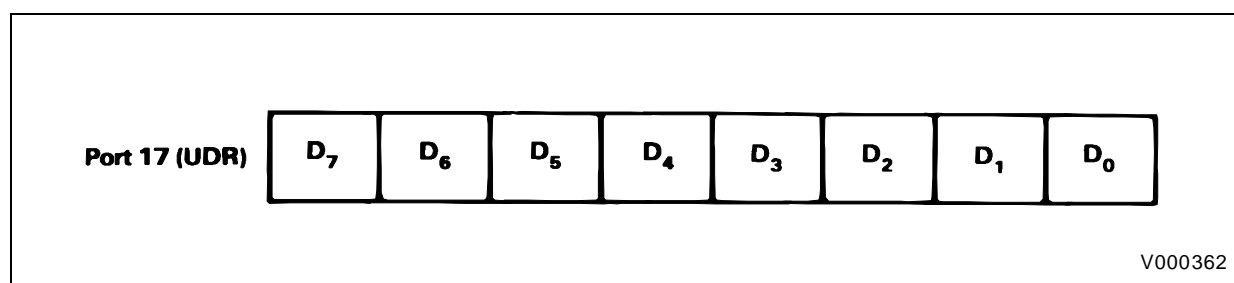 Port 17 (UDR) D₇ D₆ D₅ D₄ D₃ D₂ D₁ D₀
V000362